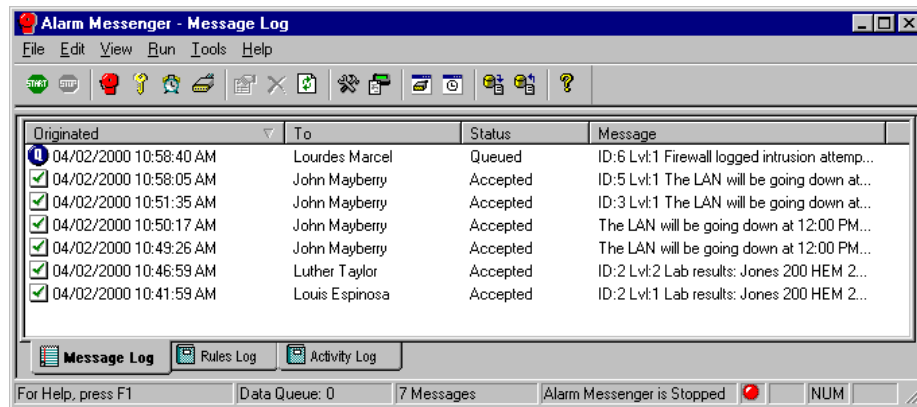 Alarm Messenger - Message Log
File Edit View Run Tools Help
START STOP
Originated To Status Message
04/02/2000 10:58:40 AM Lourdes Marcel Queued ID:6 Lvl:1 Firewall logged intrusion attemp...
04/02/2000 10:58:05 AM John Mayberry Accepted ID:5 Lvl:1 The LAN will be going down at...
04/02/2000 10:51:35 AM John Mayberry Accepted ID:3 Lvl:1 The LAN will be going down at...
04/02/2000 10:50:17 AM John Mayberry Accepted The LAN will be going down at 12:00 PM...
04/02/2000 10:49:26 AM John Mayberry Accepted The LAN will be going down at 12:00 PM...
04/02/2000 10:46:59 AM Luther Taylor Accepted ID:2 Lvl:2 Lab results: Jones 200 HEM 2...
04/02/2000 10:41:59 AM Louis Espinosa Accepted ID:2 Lvl:1 Lab results: Jones 200 HEM 2...
Message Log Rules Log Activity Log
For Help, press F1 Data Queue: 0 7 Messages Alarm Messenger is Stopped NUM